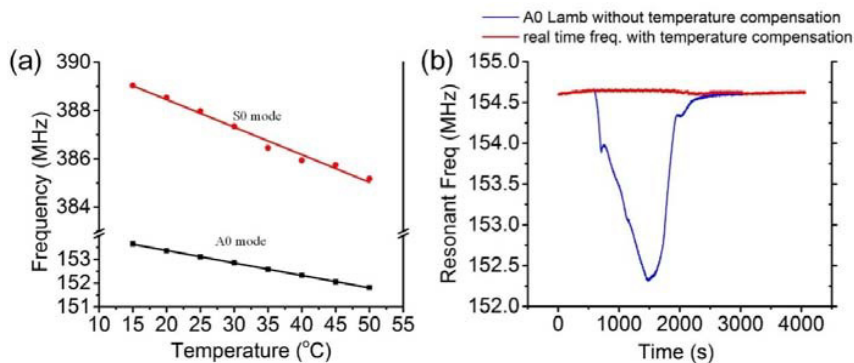 A0 Lamb without temperature compensation
real time freq. with temperature compensation
(a)
390
388
386
384
153
152
151
Frequency (MHz)
S0 mode
A0 mode
10 15 20 25 30 35 40 45 50 55
Temperature (°C)
(b)
155.0
154.5
154.0
153.5
153.0
152.5
152.0
Resonant Freq (MHz)
0 1000 2000 3000 4000
Time (s)